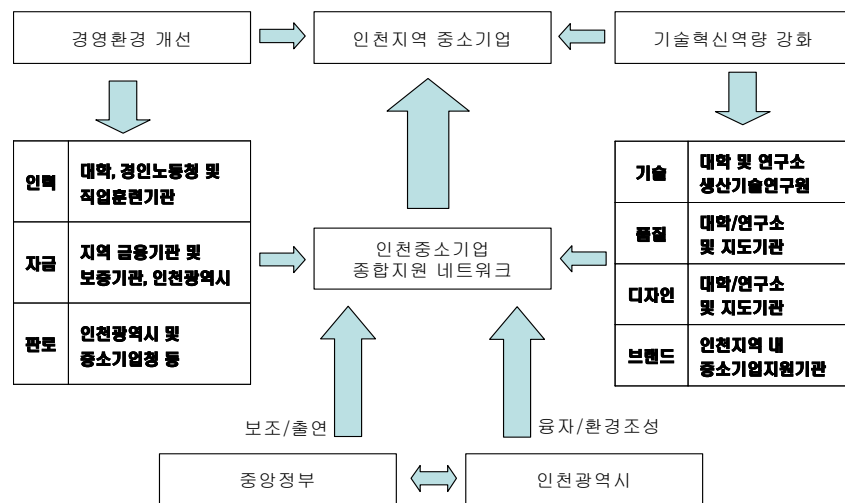 경영환경 개선
인천지역 중소기업
기술혁신역량 강화
인력
대학, 경인노동청 및
직업훈련기관
자금
지역 금융기관 및
보증기관, 인천광역시
판로
인천광역시 및
중소기업청 등
인천중소기업
종합지원 네트워크
기술
대학 및 연구소
생산기술연구원
품질
대학/연구소
및 지도기관
디자인
대학/연구소
및 지도기관
브랜드
인천지역 내
중소기업지원기관
보조/출연
융자/환경조성
중앙정부
인천광역시